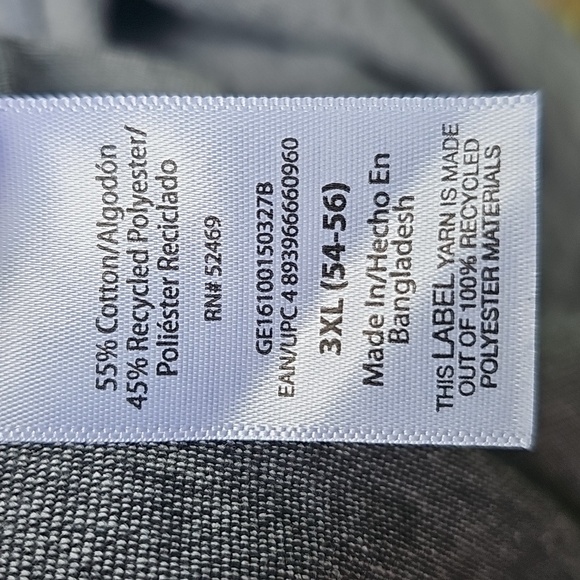 55% Cotton/Algodón
45% Recycled Polyester/
Poliéster Reciclado
RN# 52469
GE16100150327B
EAN/UPC 4 893966660960
3XL (54-56)
Made In/Hecho En
Bangladesh
THIS LABEL YARN IS MADE
OUT OF 100% RECYCLED
POLYESTER MATERIALS